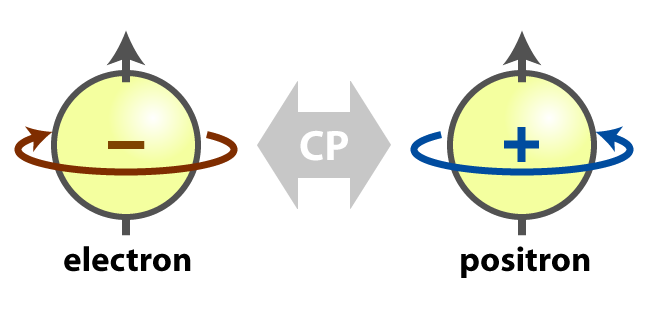 −
CP
+
electron
positron